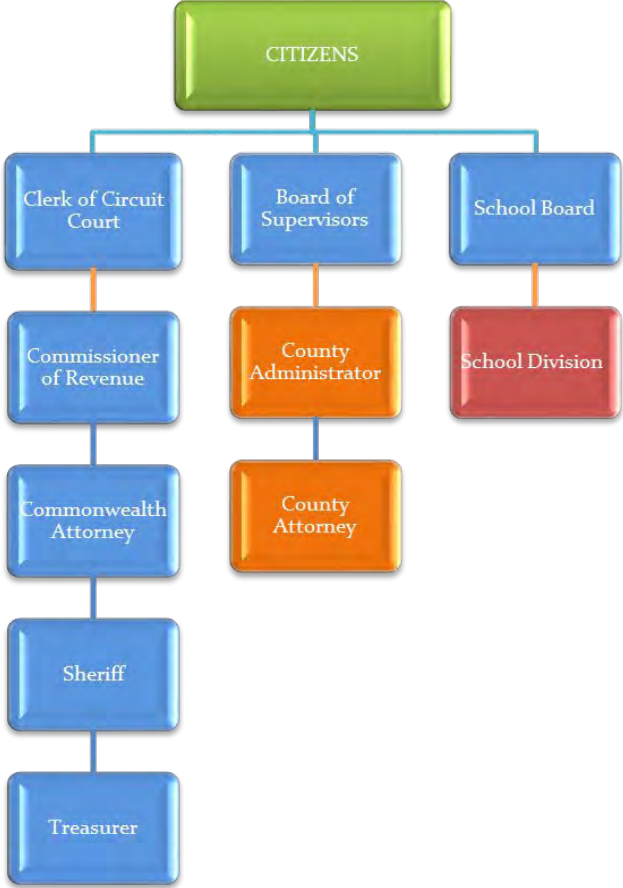 CITIZENS
Clerk of Circuit
Court
Board of
Supervisors
School Board
Commissioner
of Revenue
County
Administrator
School Division
Commonwealth
Attorney
County
Attorney
Sheriff
Treasurer